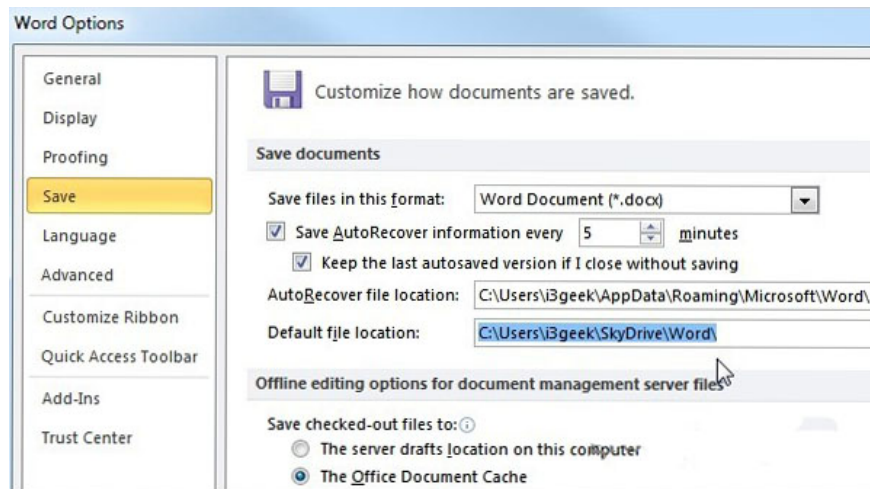 Word Options
General
Display
Proofing
Save
Language
Advanced
Customize Ribbon
Quick Access Toolbar
Add-Ins
Trust Center
Customize how documents are saved.
Save documents
Save files in this format: Word Document (*.docx)
Save AutoRecover information every 5 minutes
Keep the last autosaved version if I close without saving
AutoRecover file location: C:\Users\i3geek\AppData\Roaming\Microsoft\Word\
Default file location: C:\Users\i3geek\SkyDrive\Word\
Offline editing options for document management server files
Save checked-out files to:
The server drafts location on this computer
The Office Document Cache